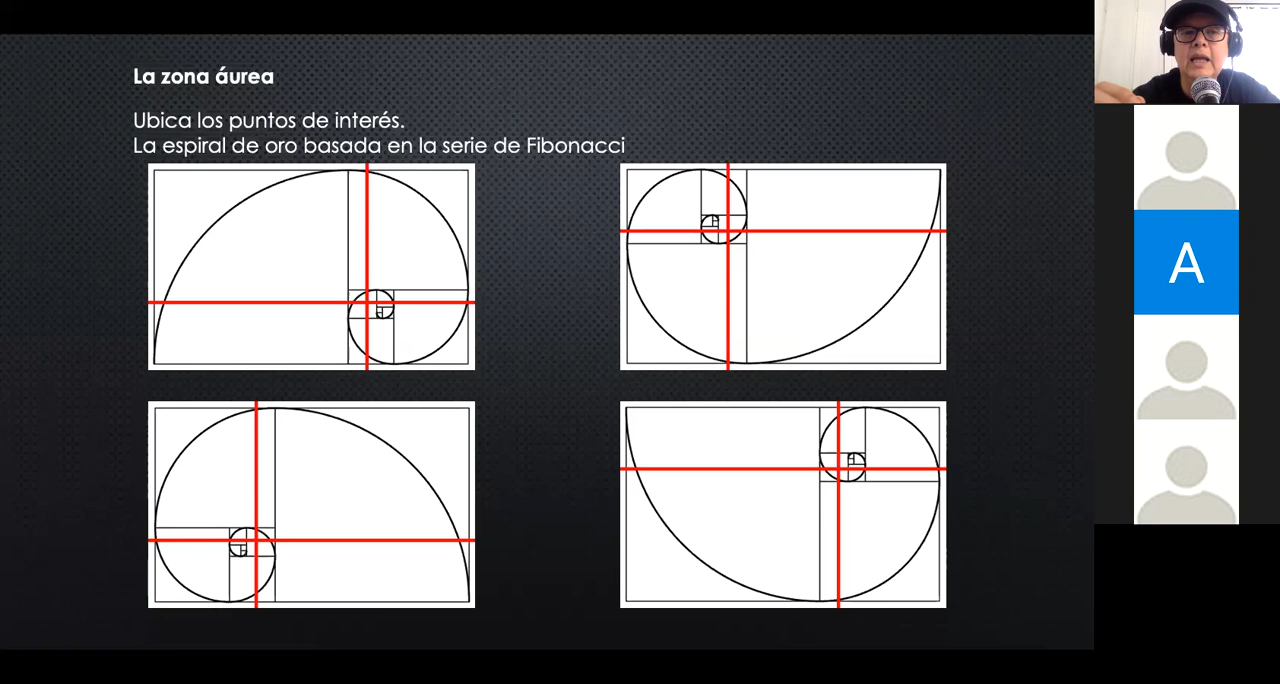 La zona áurea
Ubica los puntos de interés.
La espiral de oro basada en la serie de Fibonacci
A